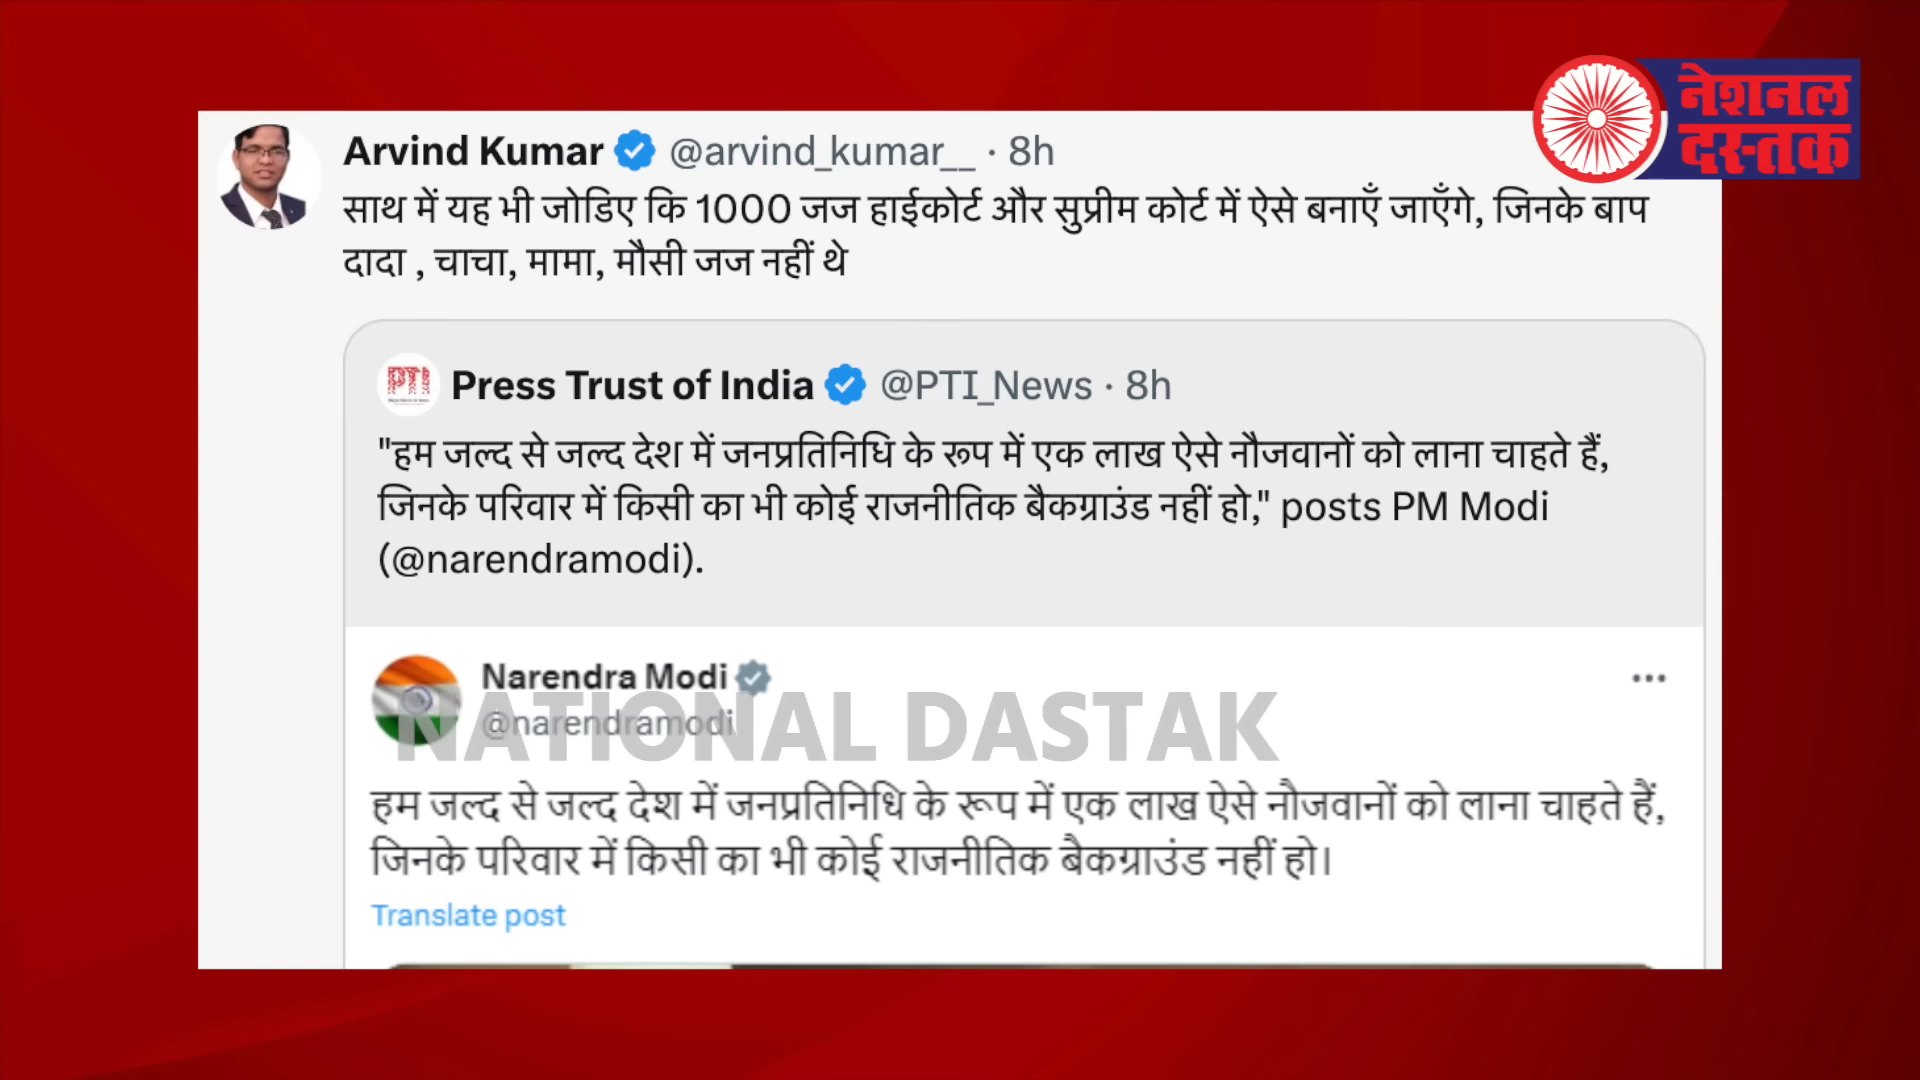 नेशनल
दस्तक
Arvind Kumar @arvind_kumar__ · 8h
साथ में यह भी जोडिए कि 1000 जज हाईकोर्ट और सुप्रीम कोर्ट में ऐसे बनाएँ जाएँगे, जिनके बाप
दादा , चाचा, मामा, मौसी जज नहीं थे
PTI
Press Trust of India @PTI_News · 8h
"हम जल्द से जल्द देश में जनप्रतिनिधि के रूप में एक लाख ऐसे नौजवानों को लाना चाहते हैं,
जिनके परिवार में किसी का भी कोई राजनीतिक बैकग्राउंड नहीं हो," posts PM Modi
(@narendramodi).
Narendra Modi
@narendramodi
NATIONAL DASTAK
हम जल्द से जल्द देश में जनप्रतिनिधि के रूप में एक लाख ऐसे नौजवानों को लाना चाहते हैं,
जिनके परिवार में किसी का भी कोई राजनीतिक बैकग्राउंड नहीं हो।
Translate post